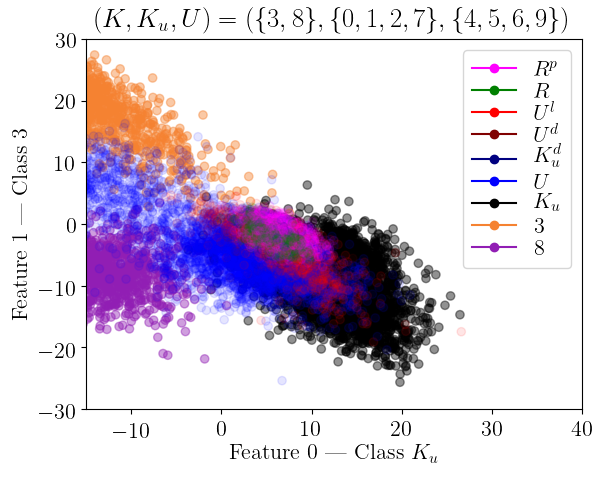 (K, K_u, U) = ({3, 8}, {0, 1, 2, 7}, {4, 5, 6, 9})
R^p
R
U^l
U^d
K_u^d
U
K_u
3
8
30
20
10
0
−10
−20
−30
Feature 1 — Class 3
−10 0 10 20 30 40
Feature 0 — Class K_u